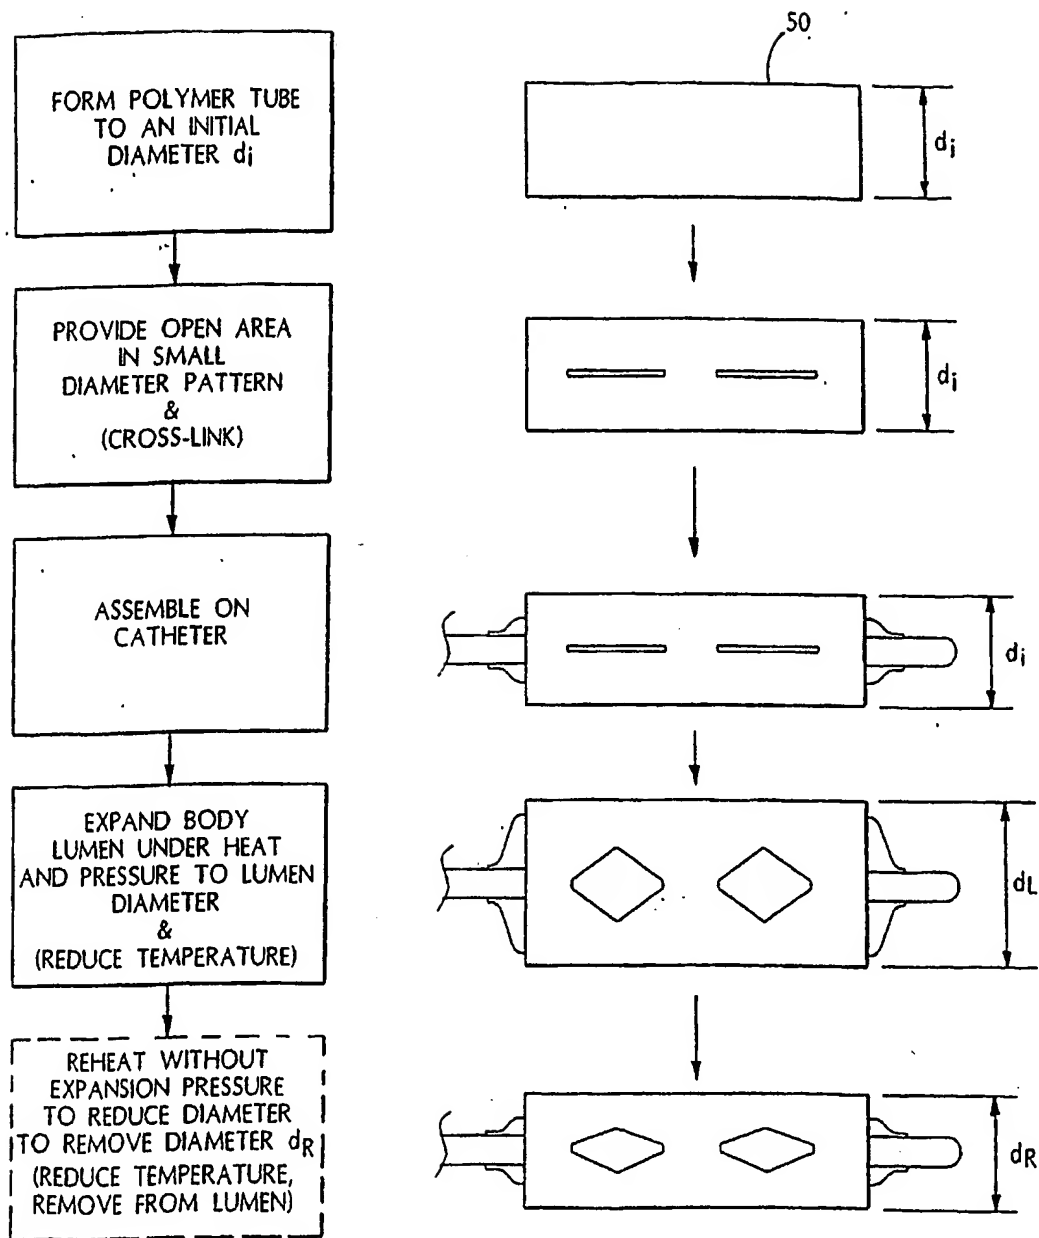 FORM POLYMER TUBE
TO AN INITIAL
DIAMETER di
50
di
PROVIDE OPEN AREA
IN SMALL
DIAMETER PATTERN
&
(CROSS-LINK)
di
ASSEMBLE ON
CATHETER
di
EXPAND BODY
LUMEN UNDER HEAT
AND PRESSURE TO LUMEN
DIAMETER
&
(REDUCE TEMPERATURE)
dL
REHEAT WITHOUT
EXPANSION PRESSURE
TO REDUCE DIAMETER
TO REMOVE DIAMETER dR
(REDUCE TEMPERATURE,
REMOVE FROM LUMEN)
dR